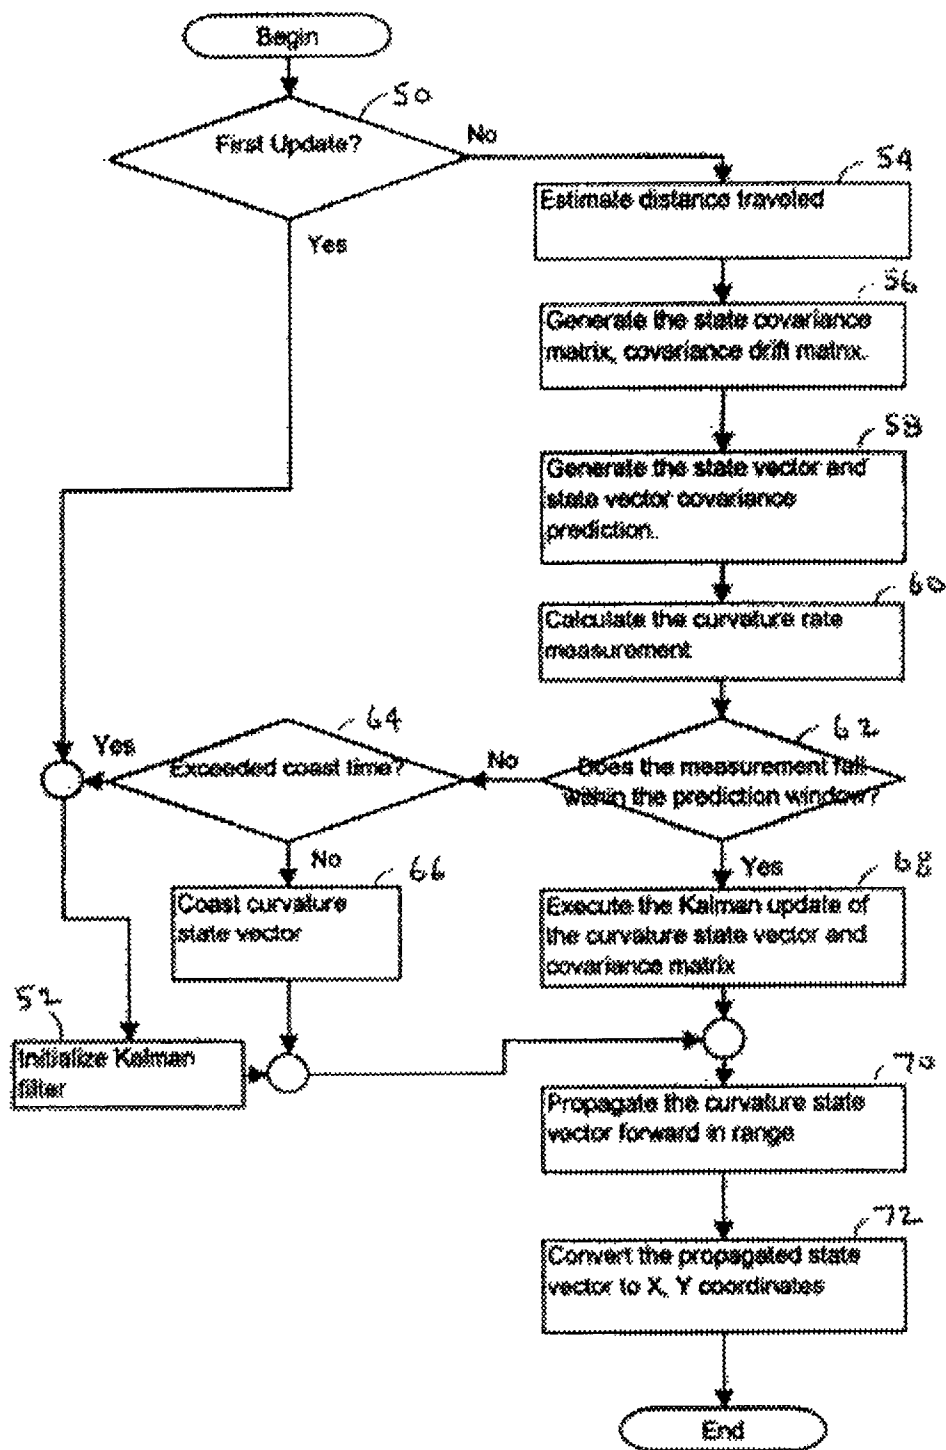 Begin
50
First Update?
No
Yes
54
Estimate distance traveled
56
Generate the state covariance
matrix, covariance drift matrix.
58
Generate the state vector and
state vector covariance
prediction.
60
Calculate the curvature rate
measurement
62
Does the measurement fall
within the prediction window?
No
Yes
64
Exceeded coast time?
Yes
No
66
Coast curvature
state vector
68
Execute the Kalman update of
the curvature state vector and
covariance matrix
52
Initialize Kalman
filter
70
Propagate the curvature state
vector forward in range
72
Convert the propagated state
vector to X, Y coordinates
End